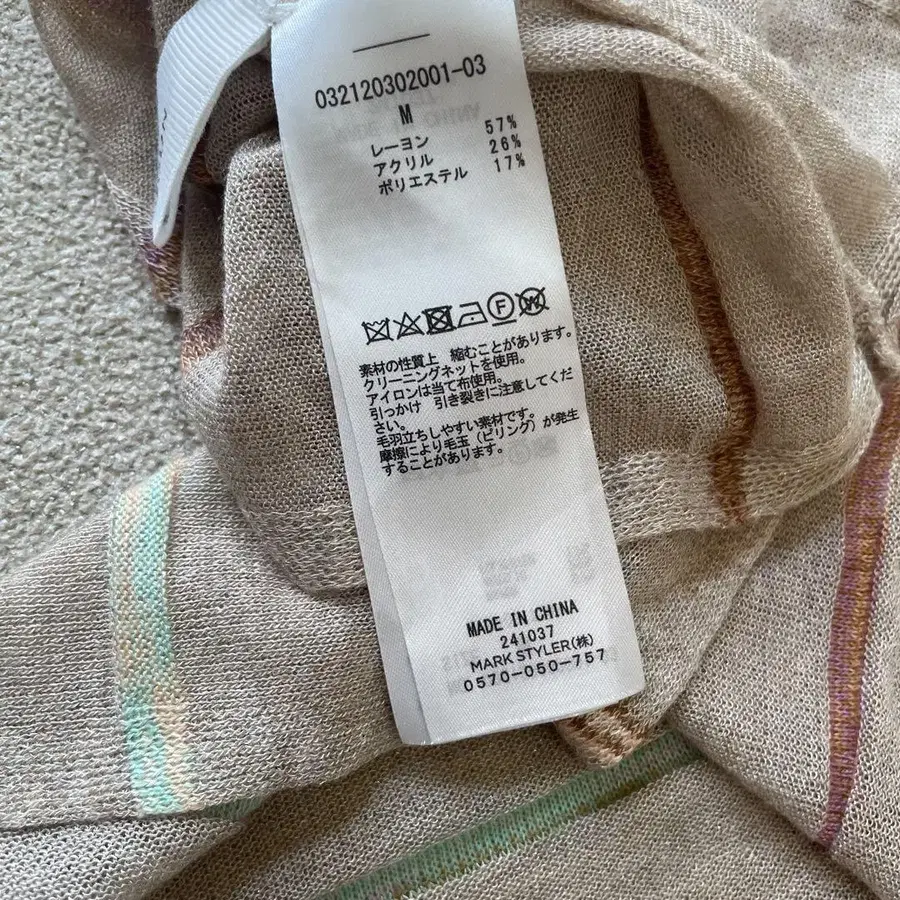 032120302001-03
M
レーヨン 57%
アクリル 26%
ポリエステル 17%
F W
素材の性質上 縮むことがあります。
クリーニングネットを使用。
アイロンは当て布使用。
引っかけ 引き裂きに注意してくだ
さい。
毛羽立ちしやすい素材です。
摩擦により毛玉(ピリング)が発生
することがあります。
MADE IN CHINA
241037
MARK STYLER(株)
0570-050-757